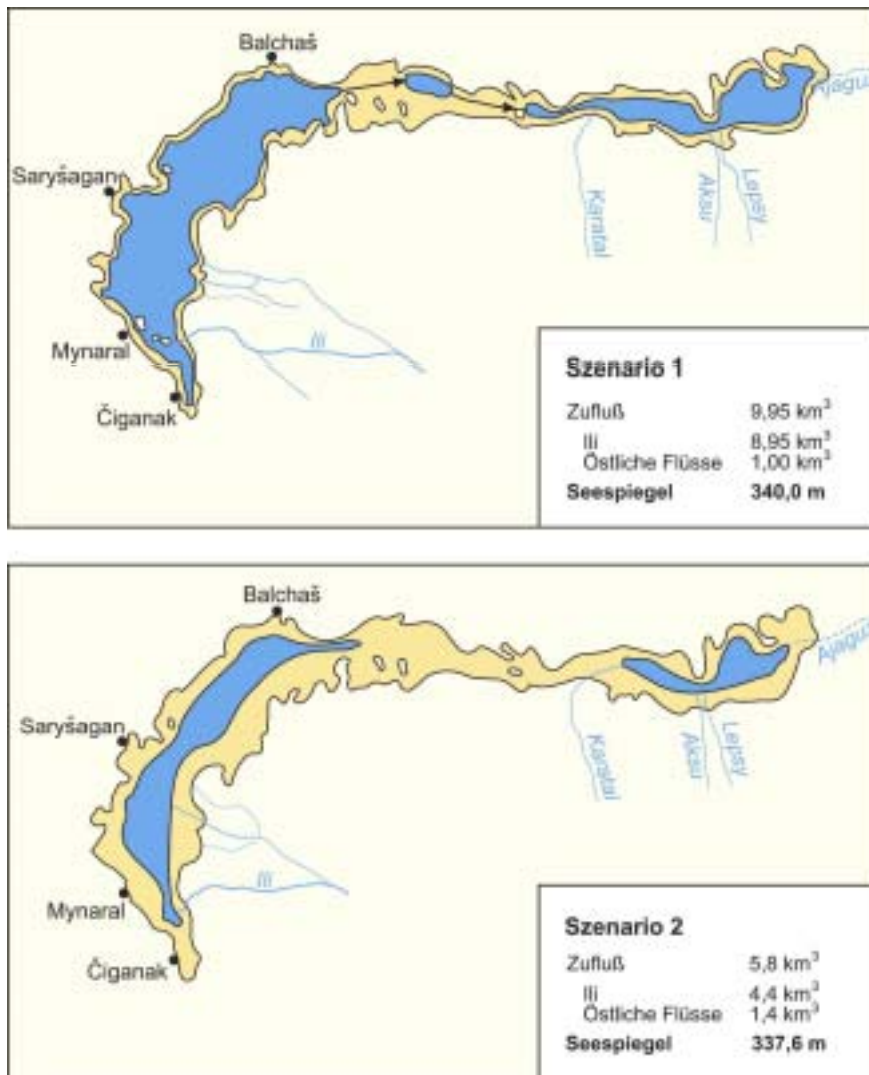 Balchaš
Ajaguz
Saryšagan
Lepsy
Aksu
Karatal
Mynaral
Ili
Čiganak
Szenario 1
Zufluß 9,95 km³
Ili 8,95 km³
Östliche Flüsse 1,00 km³
Seespiegel 340,0 m
Balchaš
Ajaguz
Saryšagan
Lepsy
Aksu
Karatal
Mynaral
Ili
Čiganak
Szenario 2
Zufluß 5,8 km³
Ili 4,4 km³
Östliche Flüsse 1,4 km³
Seespiegel 337,6 m